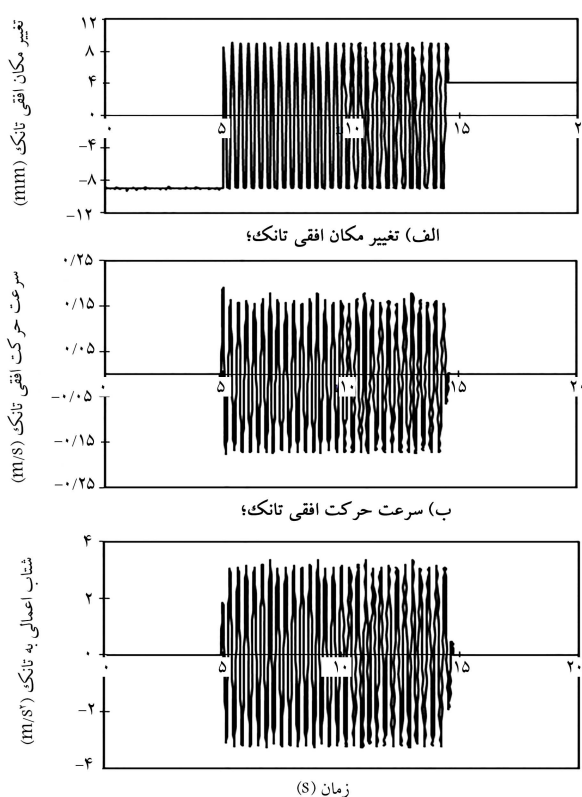 تغییر مکان افقی تانک (mm)
۱۲
۸
۴
۰
-۴
-۸
-۱۲
۰ ۵ ۱۰ ۱۵ ۲۰
الف) تغییر مکان افقی تانک؛
سرعت حرکت افقی تانک (m/s)
۰/۲۵
۰/۱۵
۰/۰۵
-۰/۰۵
-۰/۱۵
-۰/۲۵
۰ ۵ ۱۰ ۱۵ ۲۰
ب) سرعت حرکت افقی تانک؛
شتاب اعمالی به تانک (m/s۲)
۴
۲
۰
-۲
-۴
۰ ۵ ۱۰ ۱۵ ۲۰
زمان (s)